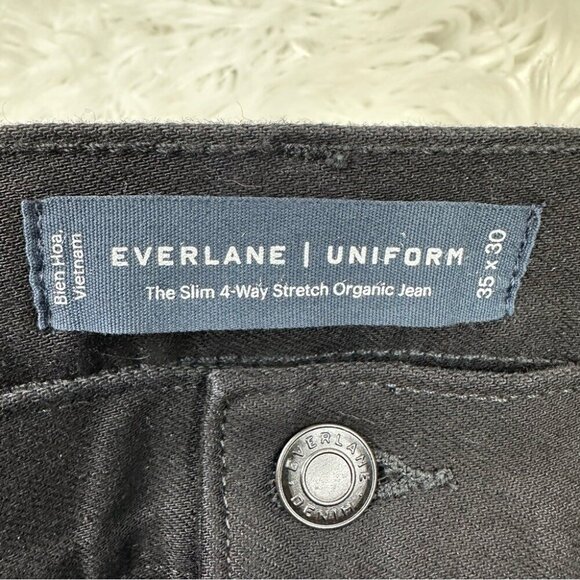 Bien Hoa,
Vietnam
EVERLANE | UNIFORM
The Slim 4-Way Stretch Organic Jean
35 x 30
EVERLANE
DENIM